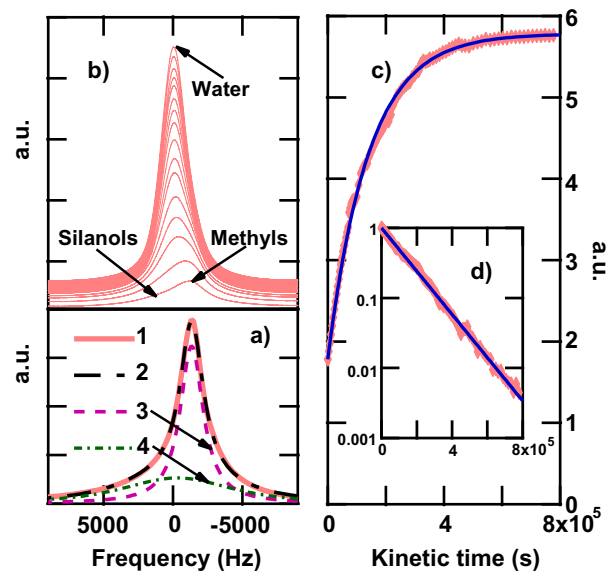 b)
Water
Silanols
Methyls
a.u.
a)
1
2
3
4
a.u.
5000 0 -5000
Frequency (Hz)
c)
6
5
4
3
2
1
0
a.u.
d)
1
0.1
0.01
0.001
0 4 8x10⁵
0 4 8x10⁵
Kinetic time (s)